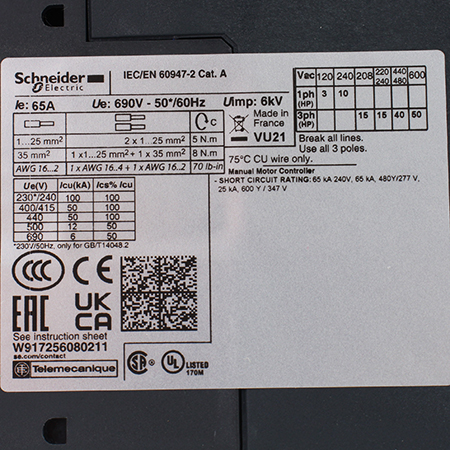 Schneider Electric
IEC/EN 60947-2 Cat. A
Ie: 65A Ue: 690V - 50*/60Hz Uimp: 6kV
C
1...25 mm² 2 x 1...25 mm² 5 N.m
35 mm² 1 x 1...25 mm² + 1 x 35 mm² 8 N.m
AWG 16...2 1 x AWG 16...4 + 1 x AWG 16...2 70 lb-in
Made in
France
VU21
Vac 120 240 208 220 240 440 480 600
1ph (HP) 3 10
3ph (HP) 15 15 40 50
Break all lines.
Use all 3 poles.
75°C CU wire only.
Manual Motor Controller
- SHORT CIRCUIT RATING: 65 kA 240V, 65 kA, 480Y/277 V,
25 kA, 600 Y / 347 V
Ue(V) Icu(kA) Ics% Icu
230*/240 100 100
400/415 50 100
440 50 100
500 12 50
690 6 50
*230V/50Hz, only for GB/T14048.2
CCC
EAC
UK
CA
See instruction sheet
W917256080211
se.com/contact
Telemecanique
SA
UL LISTED
170M